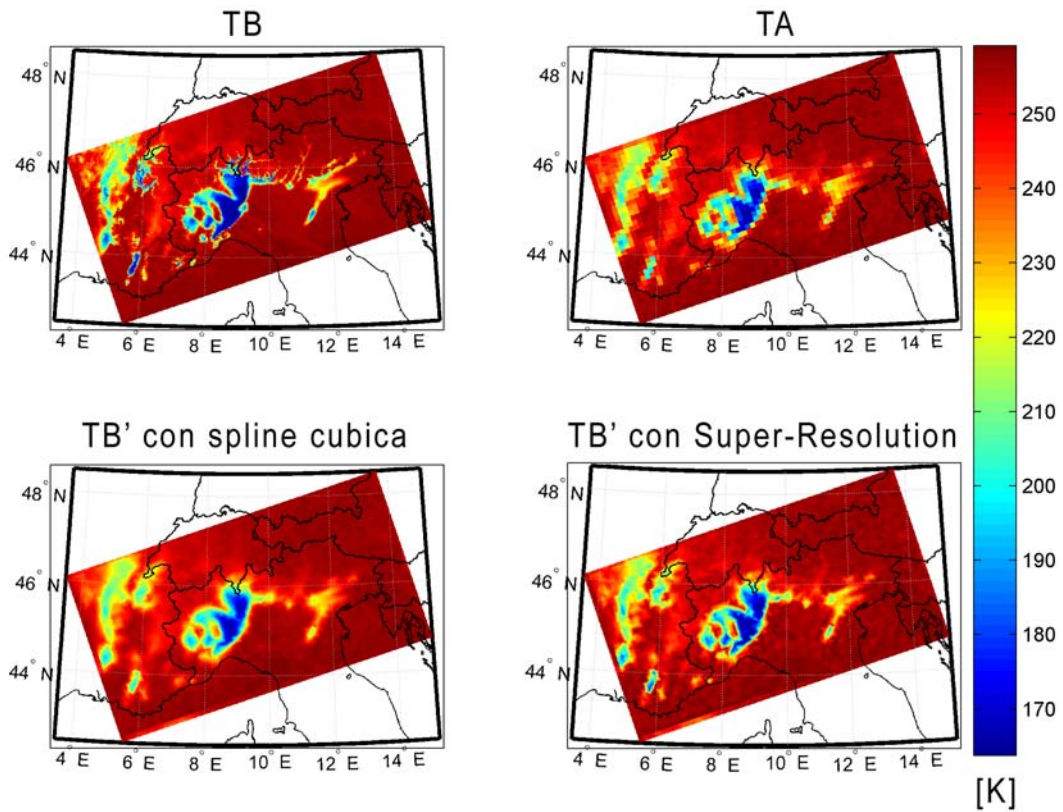 TB
TA
48° N
46°
44° N
4° E
6° E
8° E
10° E
12° E
14° E
48° N
46°
44° N
4° E
6° E
8° E
10° E
12° E
14° E
250
240
230
220
210
200
190
180
170
[K]
TB' con spline cubica
TB' con Super-Resolution
48° N
46° N
44° N
4° E
6° E
8° E
10° E
12° E
14° E
48° N
46° N
44° N
4° E
6° E
8° E
10° E
12° E
14° E